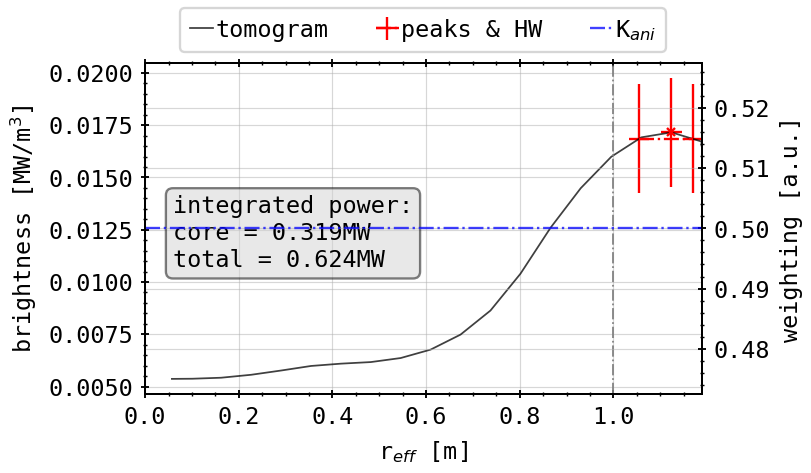 tomogram peaks & HW K_ani
0.0200
0.0175
0.0150
0.0125
0.0100
0.0075
0.0050
brightness [MW/m³]
integrated power:
core = 0.319MW
total = 0.624MW
0.52
0.51
0.50
0.49
0.48
weighting [a.u.]
0.0 0.2 0.4 0.6 0.8 1.0
r_eff [m]